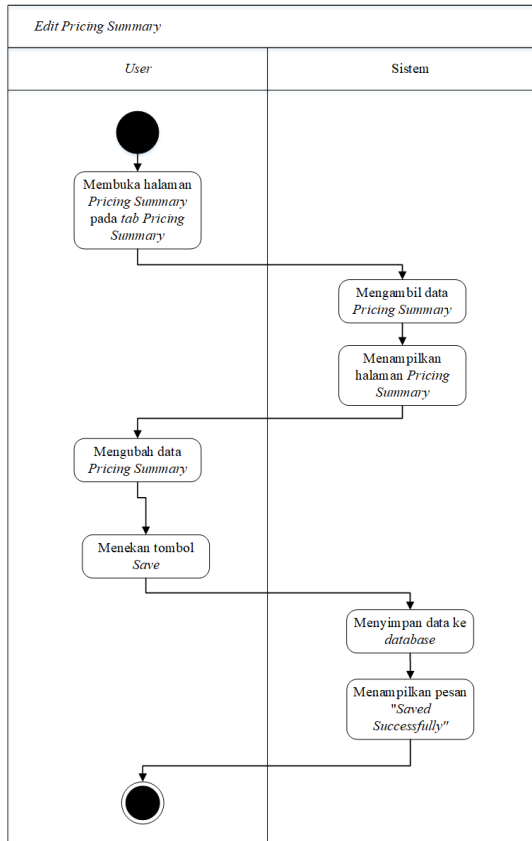 Edit Pricing Summary
User
Sistem
Membuka halaman
Pricing Summary
pada tab Pricing
Summary
Mengambil data
Pricing Summary
Menampilkan
halaman Pricing
Summary
Mengubah data
Pricing Summary
Menekan tombol
Save
Menyimpan data ke
database
Menampilkan pesan
"Saved
Successfully"